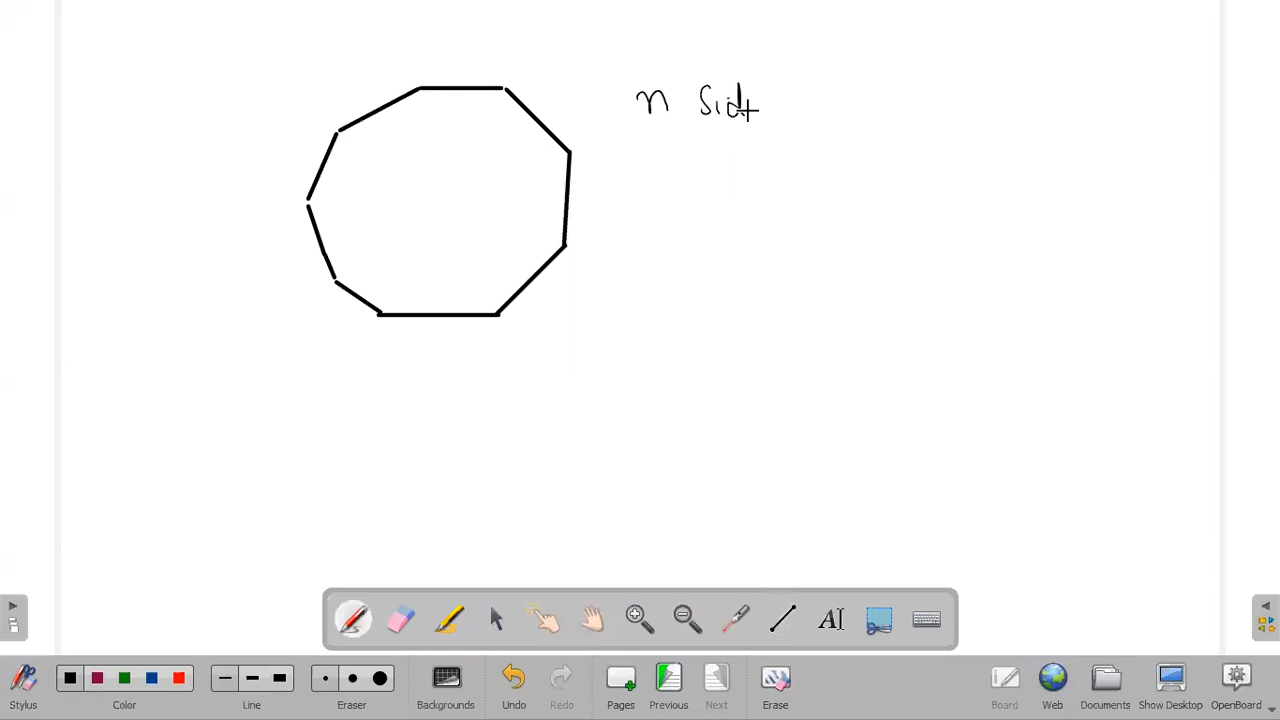 n Sid
Stylus
Color
Line
Eraser
Backgrounds
Undo
Redo
Pages
Previous
Next
Erase
Board
Web
Documents
Show Desktop
OpenBoard